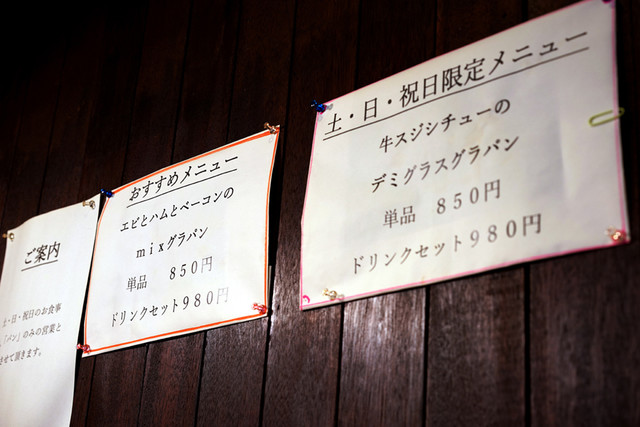 ご案内
土・日・祝日のお食事
「パン」のみの営業と
させて頂きます。
おすすめメニュー
エビとハムとベーコンの
mixグラパン
単品 850円
ドリンクセット980円
土・日・祝日限定メニュー
牛スジシチューの
デミグラスグラパン
単品 850円
ドリンクセット980円